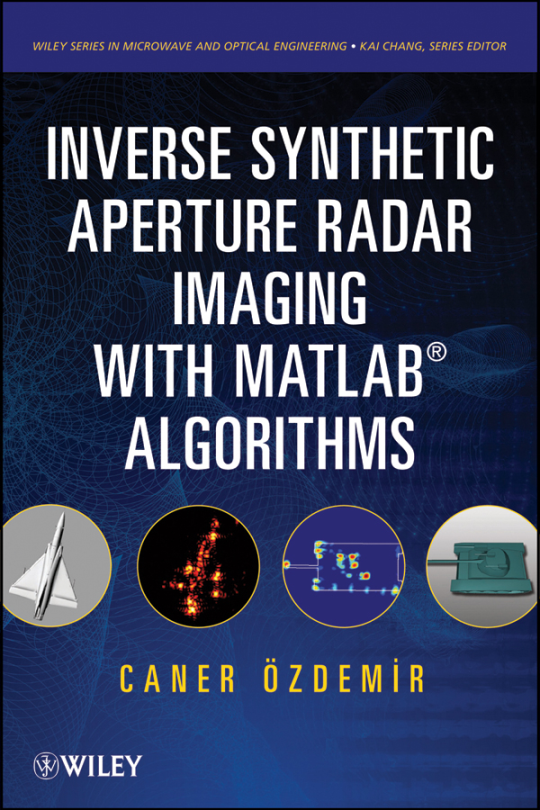 WILEY SERIES IN MICROWAVE AND OPTICAL ENGINEERING • KAI CHANG, SERIES EDITOR
INVERSE SYNTHETIC
APERTURE RADAR
IMAGING
WITH MATLAB®
ALGORITHMS
CANER ÖZDEMİR
WILEY